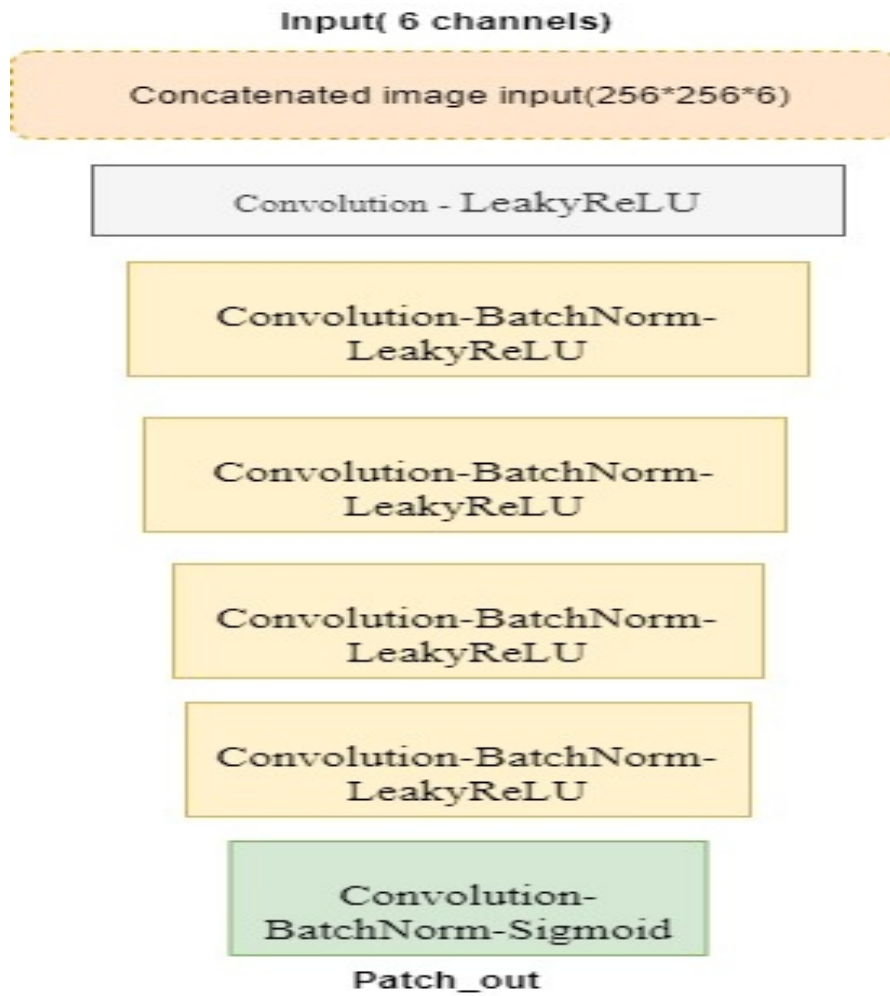 Input( 6 channels)
Concatenated image input(256*256*6)
Convolution - LeakyReLU
Convolution-BatchNorm-
LeakyReLU
Convolution-BatchNorm-
LeakyReLU
Convolution-BatchNorm-
LeakyReLU
Convolution-BatchNorm-
LeakyReLU
Convolution-
BatchNorm-Sigmoid
Patch_out